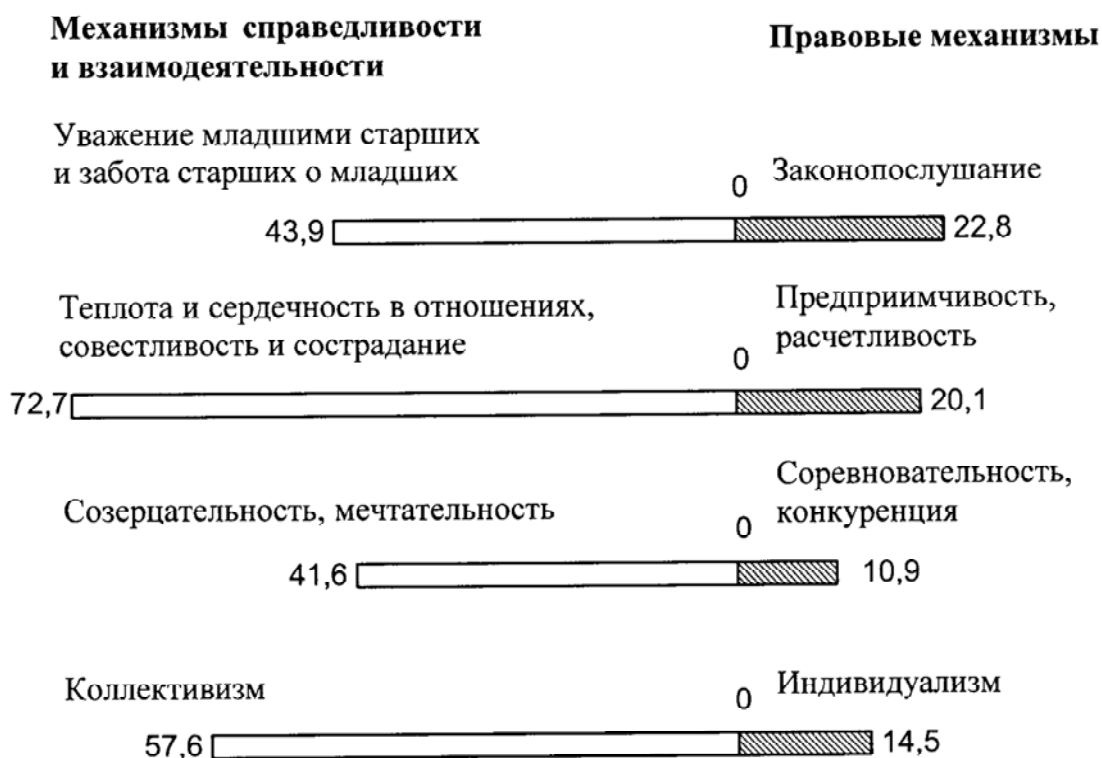 Механизмы справедливости
и взаимодеятельности
Правовые механизмы
Уважение младшими старших
и забота старших о младших
0 Законопослушание
43,9 22,8
Теплота и сердечность в отношениях,
совестливость и сострадание
Предприимчивость,
расчетливость
0
72,7 20,1
Созерцательность, мечтательность
Соревновательность,
конкуренция
0
41,6 10,9
Коллективизм
0 Индивидуализм
57,6 14,5